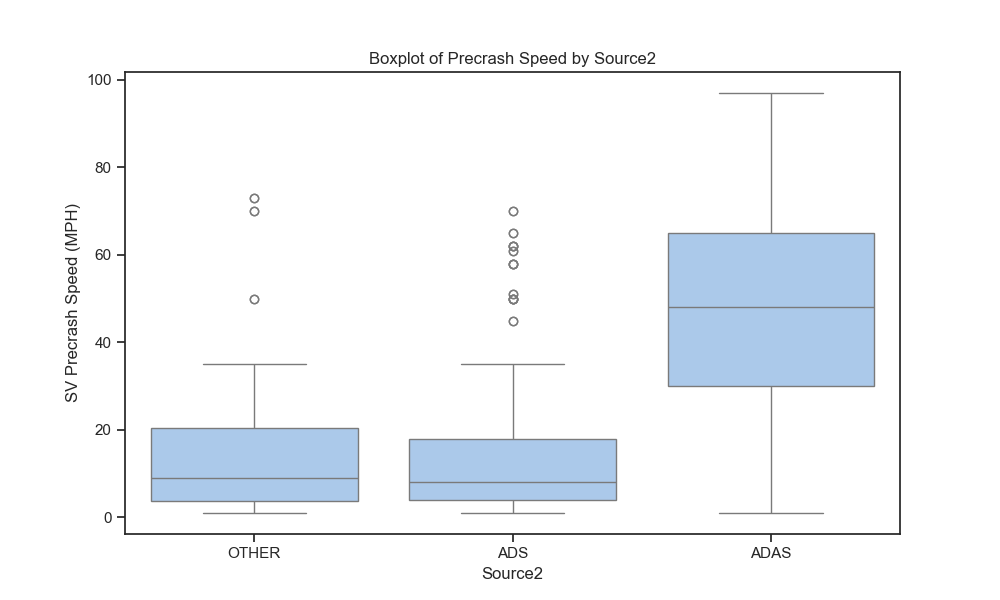 Boxplot of Precrash Speed by Source2
SV Precrash Speed (MPH)
100
80
60
40
20
0
OTHER ADS ADAS
Source2